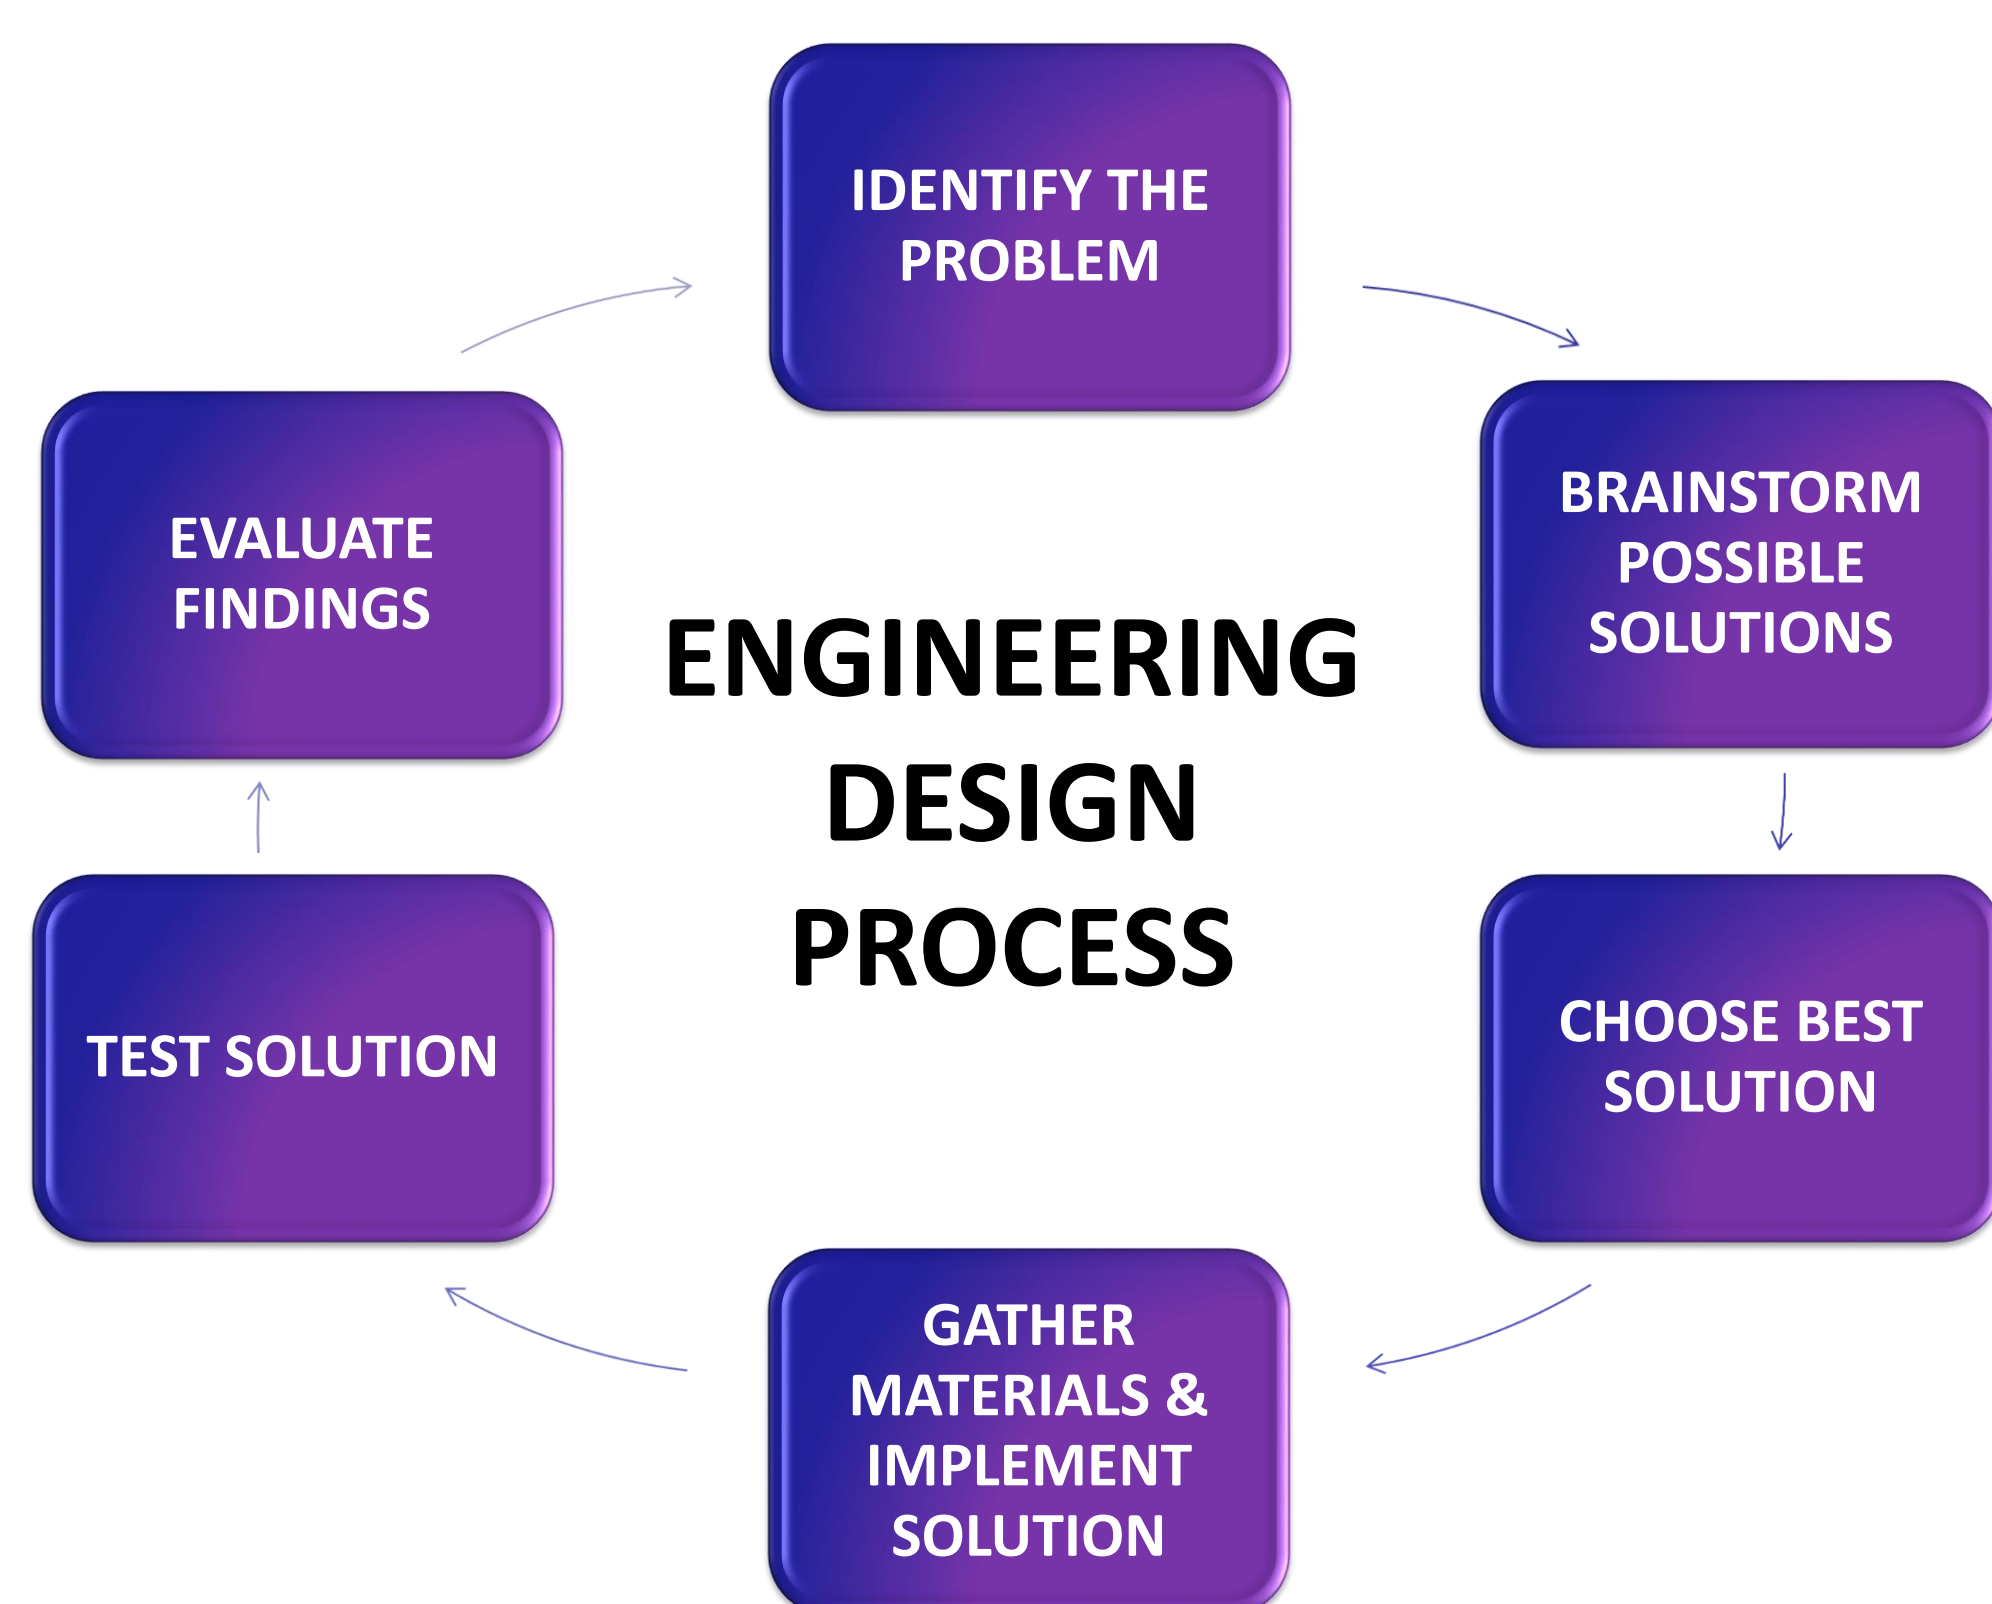 IDENTIFY THE
PROBLEM
BRAINSTORM
POSSIBLE
SOLUTIONS
CHOOSE BEST
SOLUTION
GATHER
MATERIALS &
IMPLEMENT
SOLUTION
TEST SOLUTION
EVALUATE
FINDINGS
ENGINEERING
DESIGN
PROCESS